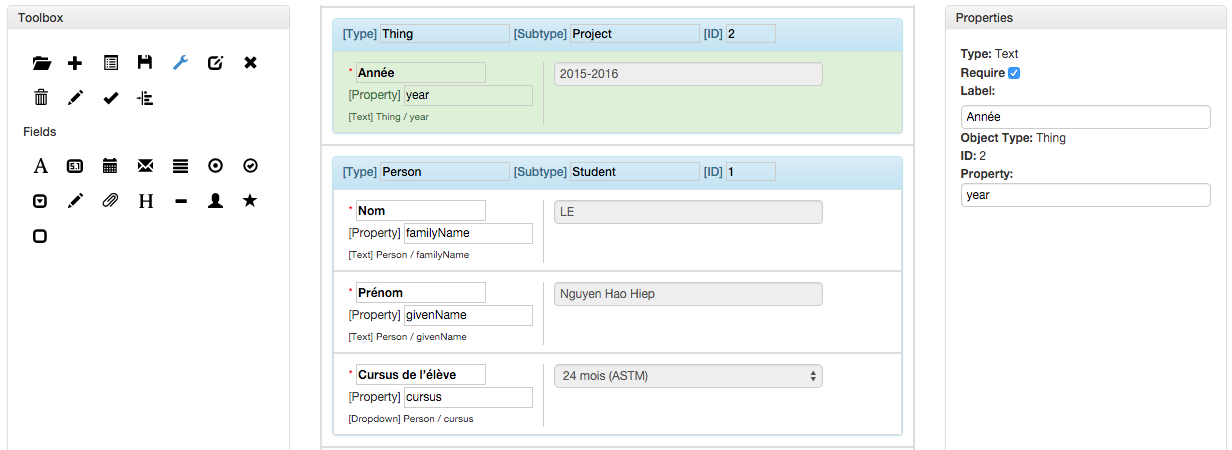 Toolbox
Fields
A
5.1
H
[Type] Thing [Subtype] Project [ID] 2
* Année 2015-2016
[Property] year
[Text] Thing / year
[Type] Person [Subtype] Student [ID] 1
* Nom LE
[Property] familyName
[Text] Person / familyName
* Prénom Nguyen Hao Hiep
[Property] givenName
[Text] Person / givenName
* Cursus de l'élève 24 mois (ASTM)
[Property] cursus
[Dropdown] Person / cursus
Properties
Type: Text
Require
Label:
Année
Object Type: Thing
ID: 2
Property:
year